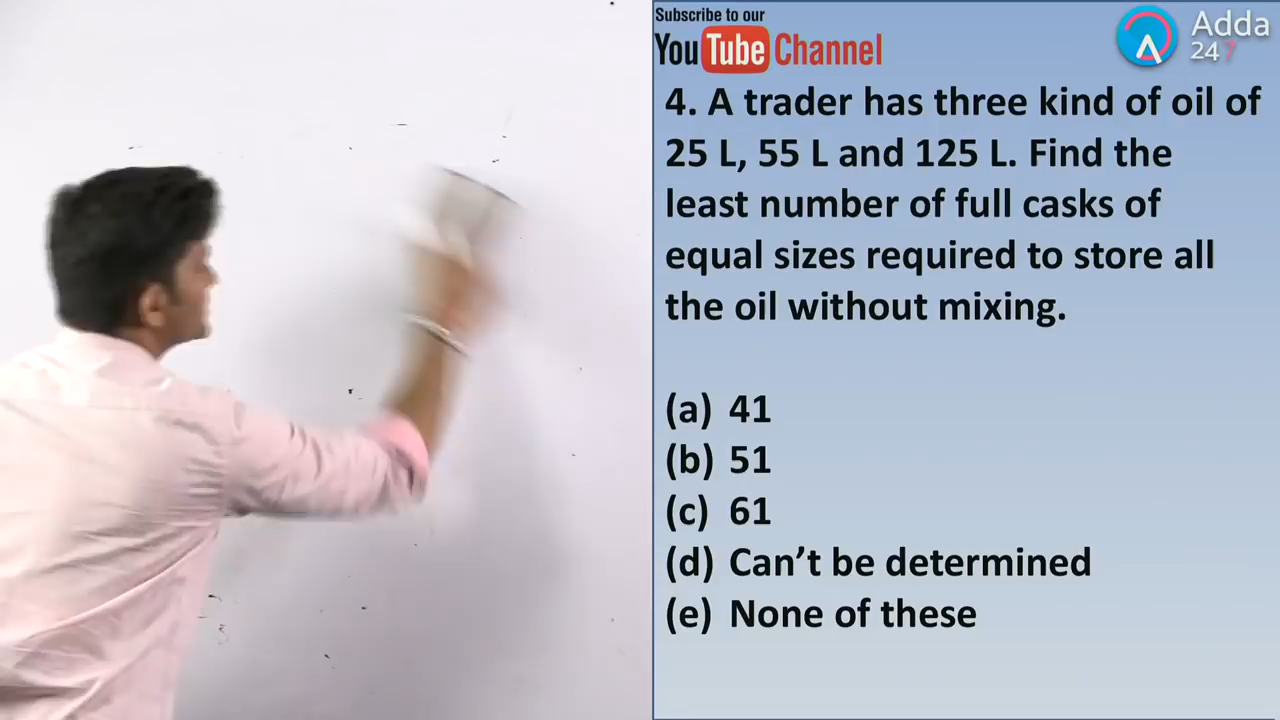 Subscribe to our
YouTube Channel
Adda
247
4. A trader has three kind of oil of
25 L, 55 L and 125 L. Find the
least number of full casks of
equal sizes required to store all
the oil without mixing.
(a) 41
(b) 51
(c) 61
(d) Can’t be determined
(e) None of these